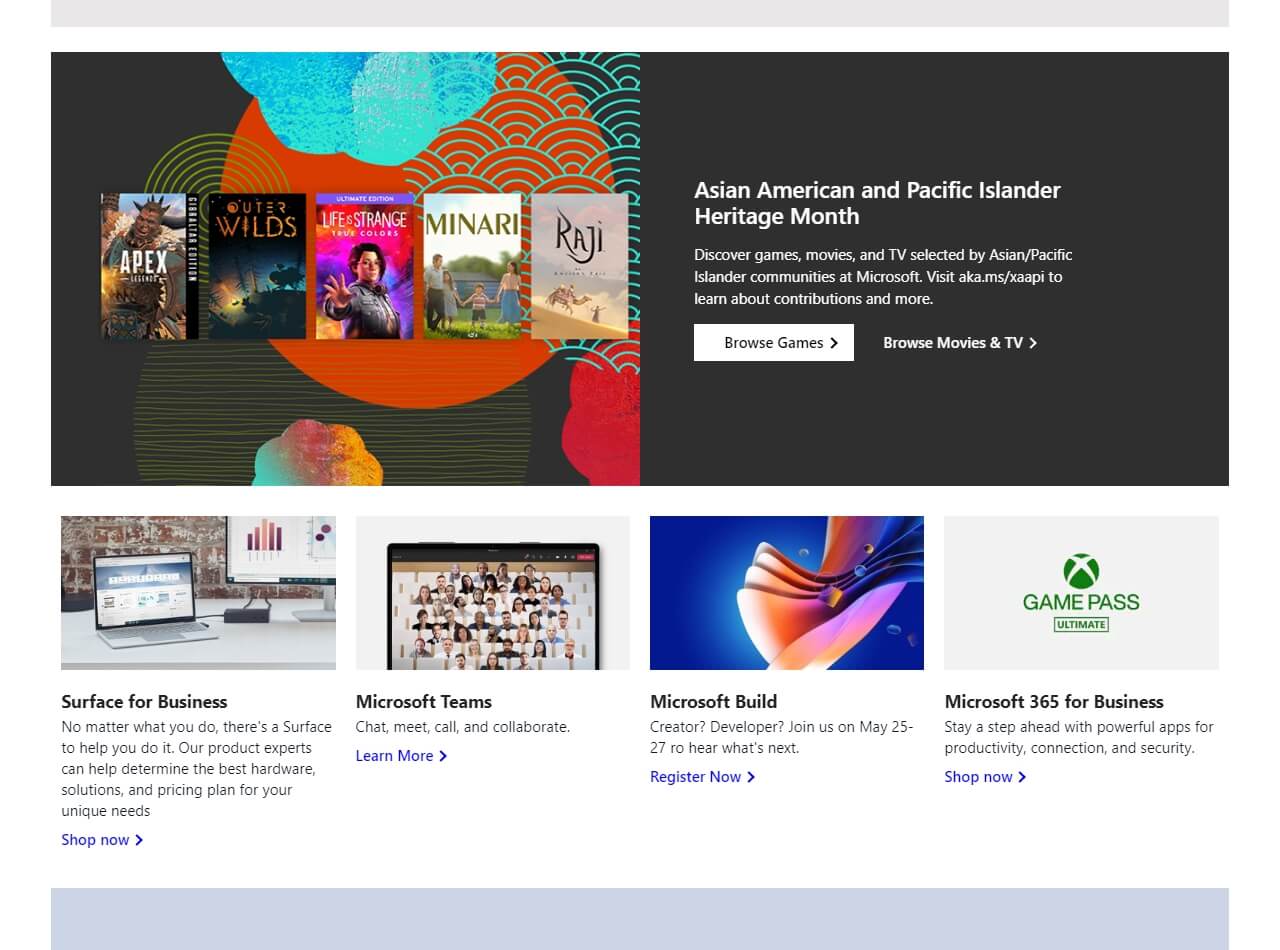 APEX
LEGENDS
GIBRALTAR EDITION
OUTER
WILDS
ULTIMATE EDITION
LIFE IS STRANGE
TRUE COLORS
MINARI
RAJI
AN ANCIENT EPIC
Asian American and Pacific Islander
Heritage Month
Discover games, movies, and TV selected by Asian/Pacific
Islander communities at Microsoft. Visit aka.ms/xaapi to
learn about contributions and more.
Browse Games
Browse Movies & TV
GAME PASS
ULTIMATE
Surface for Business
No matter what you do, there's a Surface
to help you do it. Our product experts
can help determine the best hardware,
solutions, and pricing plan for your
unique needs
Shop now
Microsoft Teams
Chat, meet, call, and collaborate.
Learn More
Microsoft Build
Creator? Developer? Join us on May 25-
27 ro hear what's next.
Register Now
Microsoft 365 for Business
Stay a step ahead with powerful apps for
productivity, connection, and security.
Shop now